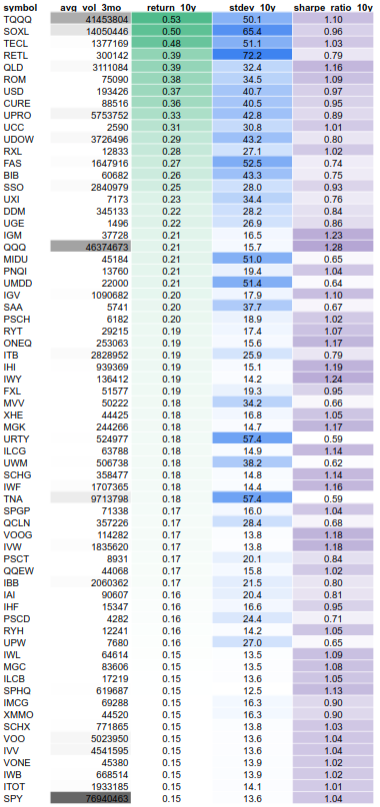 symbol avg_vol_3mo return_10y stdev_10y sharpe_ratio_10y
TQQQ 41453804 0.53 50.1 1.10
SOXL 14050446 0.50 65.4 0.96
TECL 1377169 0.48 51.1 1.03
RETL 300142 0.39 72.2 0.79
QLD 3111084 0.39 32.4 1.16
ROM 75090 0.38 34.5 1.09
USD 193426 0.37 40.7 0.97
CURE 88516 0.36 40.5 0.95
UPRO 5753752 0.33 42.8 0.89
UCC 2590 0.31 30.8 1.01
UDOW 3726496 0.29 43.2 0.80
RXL 12833 0.28 27.1 1.02
FAS 1647916 0.27 52.5 0.74
BIB 60682 0.26 43.3 0.75
SSO 2840979 0.25 28.0 0.93
UXI 7173 0.23 34.4 0.76
DDM 345133 0.22 28.2 0.84
UGE 1496 0.22 26.9 0.86
IGM 37728 0.21 16.5 1.23
QQQ 46374673 0.21 15.7 1.28
MIDU 45184 0.21 51.0 0.65
PNQI 13760 0.21 19.4 1.04
UMDD 22000 0.21 51.4 0.64
IGV 1090682 0.20 17.9 1.10
SAA 5741 0.20 37.7 0.67
PSCH 6182 0.20 18.9 1.02
RYT 29215 0.19 17.4 1.07
ONEQ 253063 0.19 15.6 1.17
ITB 2828952 0.19 25.9 0.79
IHI 939369 0.19 15.1 1.19
IWY 136412 0.19 14.2 1.24
FXL 51577 0.19 19.3 0.95
MVV 50222 0.18 34.2 0.66
XHE 44425 0.18 16.8 1.05
MGK 244266 0.18 14.7 1.17
URTY 524977 0.18 57.4 0.59
ILCG 63788 0.18 14.9 1.14
UWM 506738 0.18 38.2 0.62
SCHG 358477 0.18 14.8 1.14
IWF 1707365 0.18 14.4 1.16
TNA 9713798 0.18 57.4 0.59
SPGP 71338 0.17 16.0 1.04
QCLN 357226 0.17 28.4 0.68
VOOG 114282 0.17 13.8 1.18
IVW 1835620 0.17 13.8 1.18
PSCT 8931 0.17 20.1 0.84
QQEW 44068 0.17 15.8 1.02
IBB 2060362 0.17 21.5 0.80
IAI 90607 0.16 20.4 0.81
IHF 15347 0.16 16.6 0.95
PSCD 4282 0.16 24.4 0.71
RYH 12241 0.16 14.2 1.05
UPW 7680 0.16 27.0 0.65
IWL 64614 0.15 13.5 1.09
MGC 83606 0.15 13.5 1.08
ILCB 17219 0.15 13.6 1.05
SPHQ 619687 0.15 12.5 1.13
IMCG 69288 0.15 16.3 0.90
XMMO 44520 0.15 16.3 0.90
SCHX 771865 0.15 13.8 1.03
VOO 5023950 0.15 13.6 1.04
IVV 4541595 0.15 13.6 1.04
VONE 45380 0.15 13.9 1.02
IWB 668514 0.15 13.9 1.02
ITOT 1933185 0.15 14.1 1.01
SPY 76940463 0.15 13.6 1.04